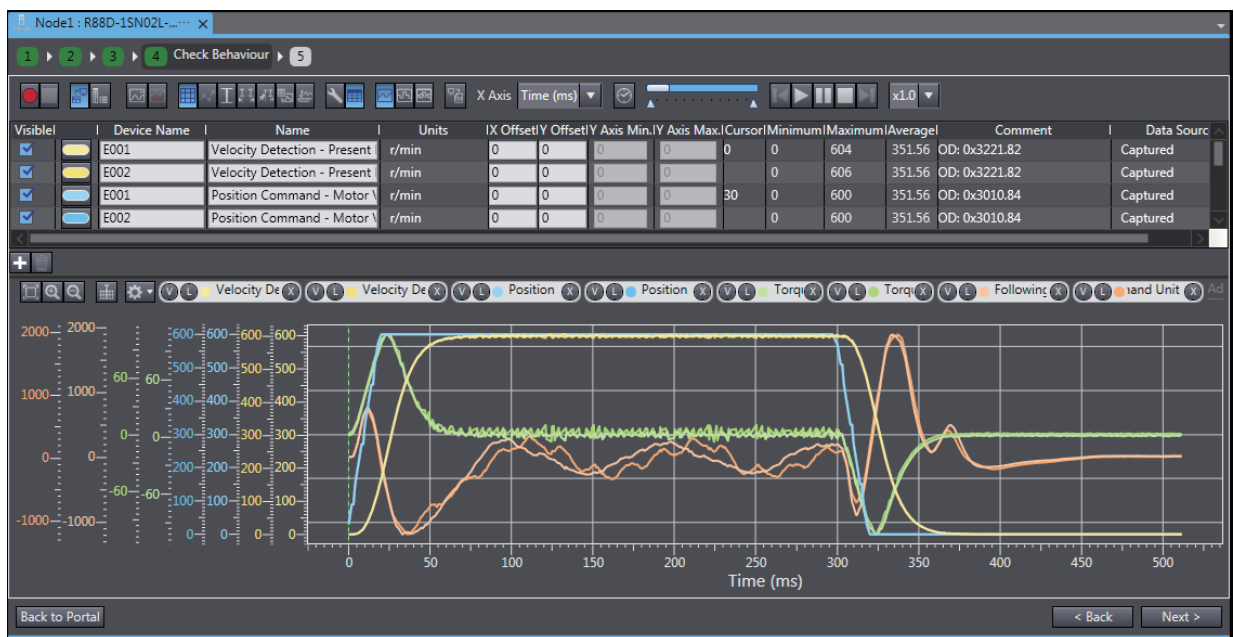 Node1 : R88D-1SN02L-...··· ×
1 2 3 4 Check Behaviour 5
X Axis Time (ms) x1.0
Visible Device Name Name Units X Offset Y Offset Y Axis Min. Y Axis Max. Cursor Minimum Maximum Average Comment Data Sourc
E001 Velocity Detection - Present r/min 0 0 0 0 0 0 604 351.56 OD: 0x3221.82 Captured
E002 Velocity Detection - Present r/min 0 0 0 0 0 606 351.56 OD: 0x3221.82 Captured
E001 Position Command - Motor V r/min 0 0 0 0 30 0 600 351.56 OD: 0x3010.84 Captured
E002 Position Command - Motor V r/min 0 0 0 0 0 600 351.56 OD: 0x3010.84 Captured
V L Velocity De X V L Velocity De X V L Position X V L Position X V L Torqu X V L Torqu X V L Following X V L and Unit X Ad
2000 2000 600 600 600 600
60 60 500 500 500 500
1000 1000 400 400 400 400
0 0 300 300 300 300
0 0 200 200 200 200
-60 -60 100 100 100 100
-1000 -1000 0 0 0 0
0 50 100 150 200 250 300 350 400 450 500
Time (ms)
Back to Portal < Back Next >